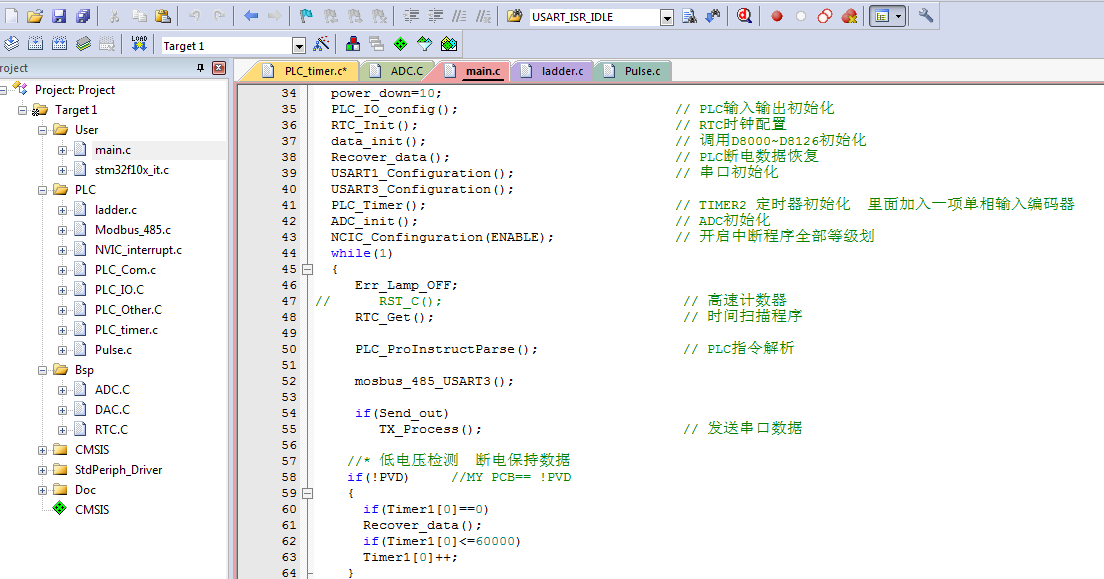 USART_ISR_IDLE
LOAD
Target 1
roject
PLC_timer.c*
ADC.C
main.c
ladder.c
Pulse.c
Project: Project
Target 1
User
main.c
stm32f10x_it.c
PLC
ladder.c
Modbus_485.c
NVIC_interrupt.c
PLC_Com.c
PLC_IO.C
PLC_Other.C
PLC_timer.c
Pulse.c
Bsp
ADC.C
DAC.C
RTC.C
CMSIS
StdPeriph_Driver
Doc
CMSIS
34 power_down=10;
35 PLC_IO_config(); // PLC输入输出初始化
36 RTC_Init(); // RTC时钟配置
37 data_init(); // 调用D8000~D8126初始化
38 Recover_data(); // PLC断电数据恢复
39 USART1_Configuration(); // 串口初始化
40 USART3_Configuration();
41 PLC_Timer(); // TIMER2 定时器初始化 里面加入一项单相输入编码器
42 ADC_init(); // ADC初始化
43 NCIC_Confinguration(ENABLE); // 开启中断程序全部等级划
44 while(1)
45 {
46 Err_Lamp_OFF;
47 // RST_C(); // 高速计数器
48 RTC_Get(); // 时间扫描程序
49
50 PLC_ProInstructParse(); // PLC指令解析
51
52 mosbus_485_USART3();
53
54 if(Send_out)
55 TX_Process(); // 发送串口数据
56
57 //* 低电压检测 断电保持数据
58 if(!PVD) //MY PCB== !PVD
59 {
60 if(Timer1[0]==0)
61 Recover_data();
62 if(Timer1[0]<=60000)
63 Timer1[0]++;
64 }